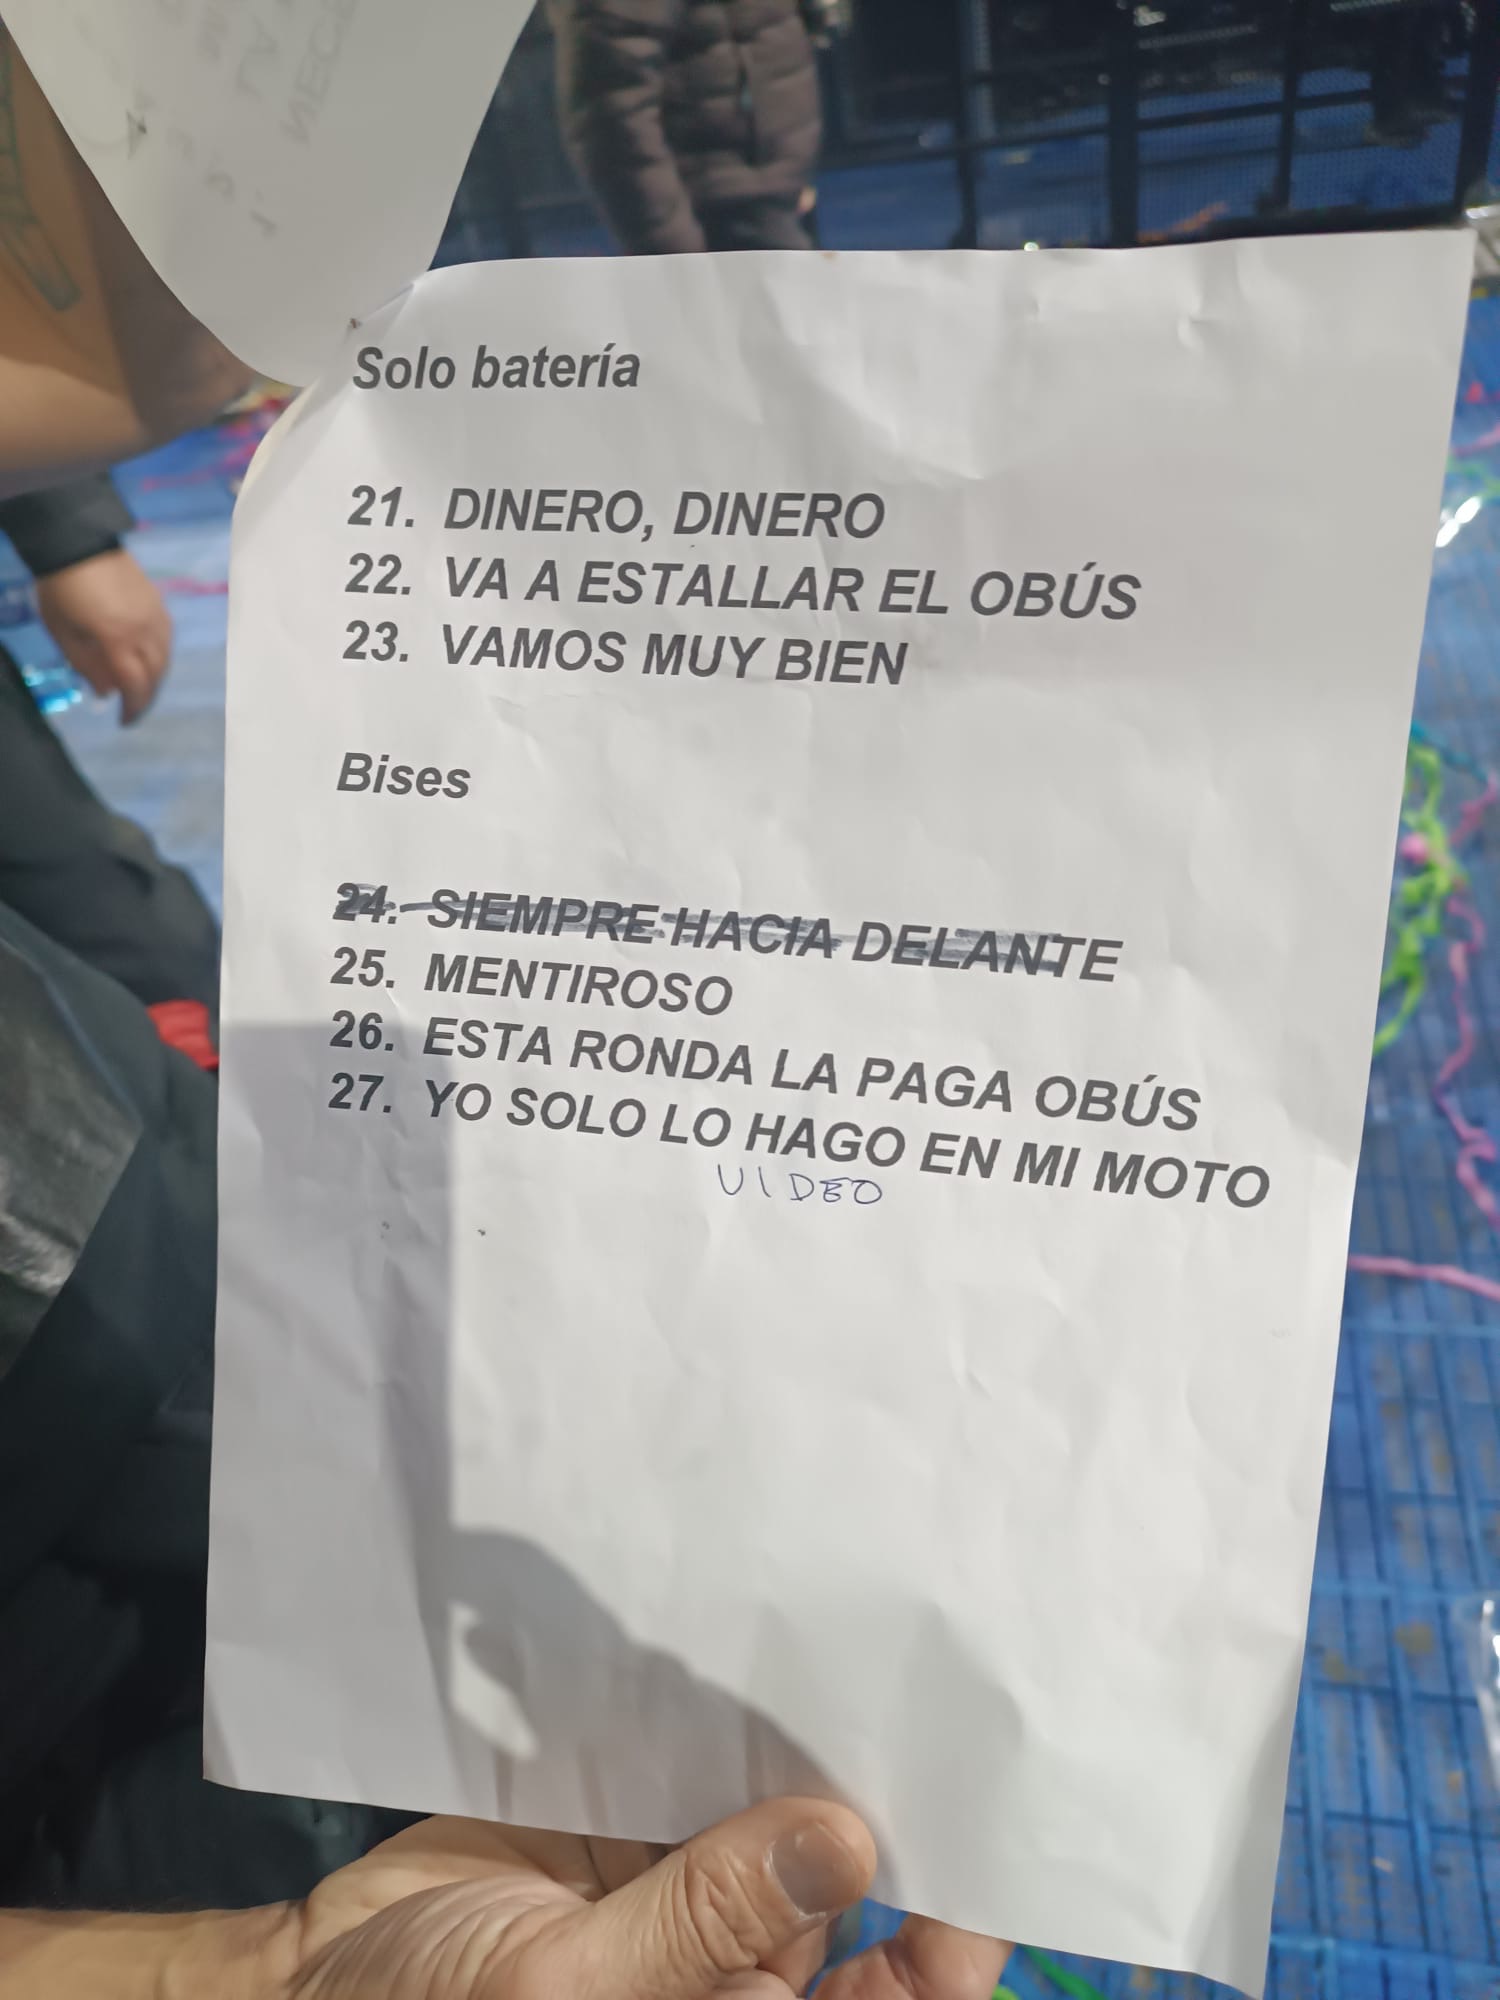 Solo batería
21. DINERO, DINERO
22. VA A ESTALLAR EL OBÚS
23. VAMOS MUY BIEN
Bises
24. SIEMPRE HACIA DELANTE
25. MENTIROSO
26. ESTA RONDA LA PAGA OBÚS
27. YO SOLO LO HAGO EN MI MOTO
VIDEO